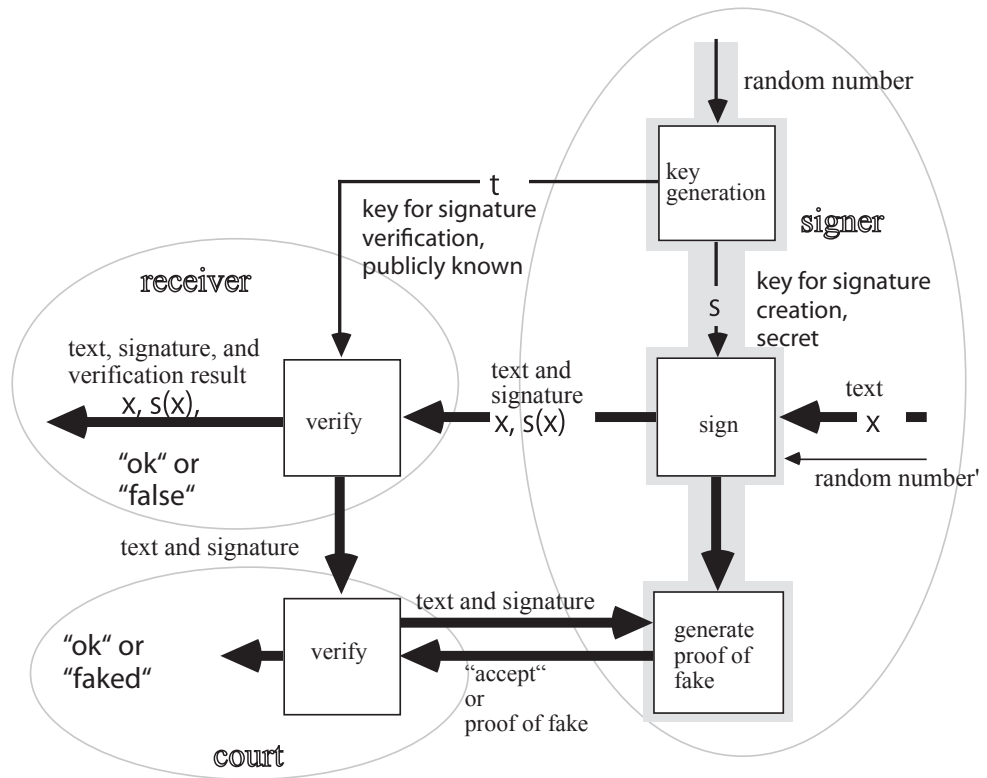 random number
key
generation
t
key for signature
verification,
publicly known
signer
receiver
s
key for signature
creation,
secret
text, signature, and
verification result
x, s(x),
“ok“ or
“false“
verify
text and
signature
x, s(x)
sign
text
x
random number'
text and signature
“ok“ or
“faked“
verify
text and signature
“accept“
or
proof of fake
generate
proof of
fake
court